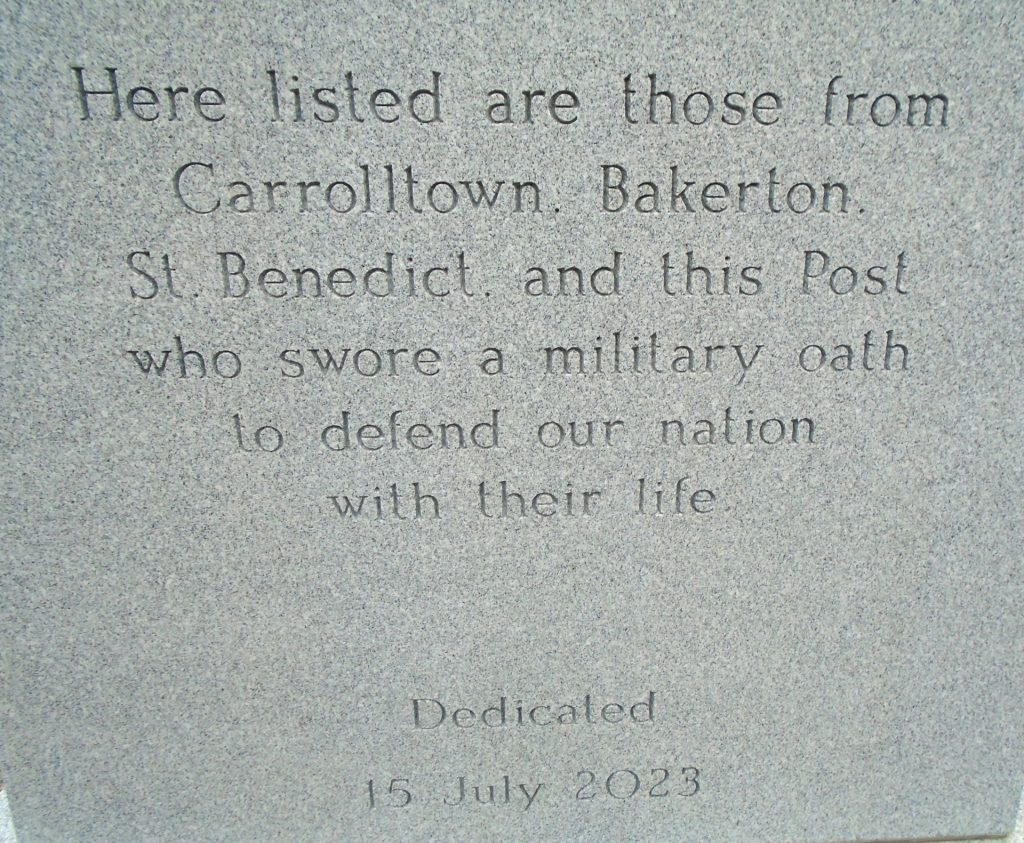 Here listed are those from
Carrolltown, Bakerton,
St. Benedict, and this Post
who swore a military oath
to defend our nation
with their life.
Dedicated
15 July 2023